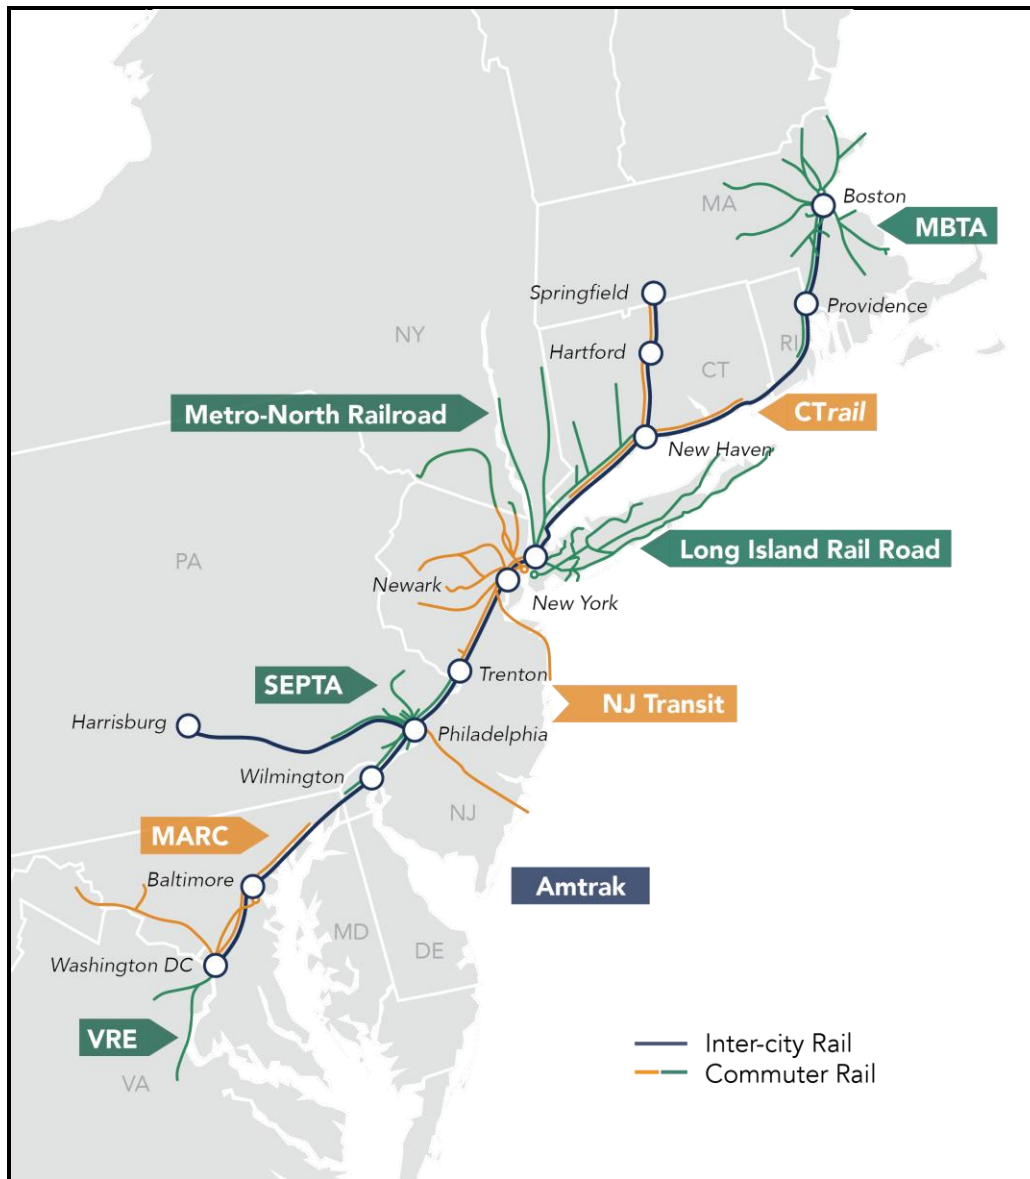 Boston
MA
MBTA
Springfield
Providence
NY
Hartford
RI
CT
Metro-North Railroad
CTrail
New Haven
Long Island Rail Road
PA
Newark
New York
SEPTA
Trenton
NJ Transit
Harrisburg
Philadelphia
Wilmington
NJ
MARC
Baltimore
Amtrak
MD
DE
Washington DC
VRE
Inter-city Rail
Commuter Rail
VA